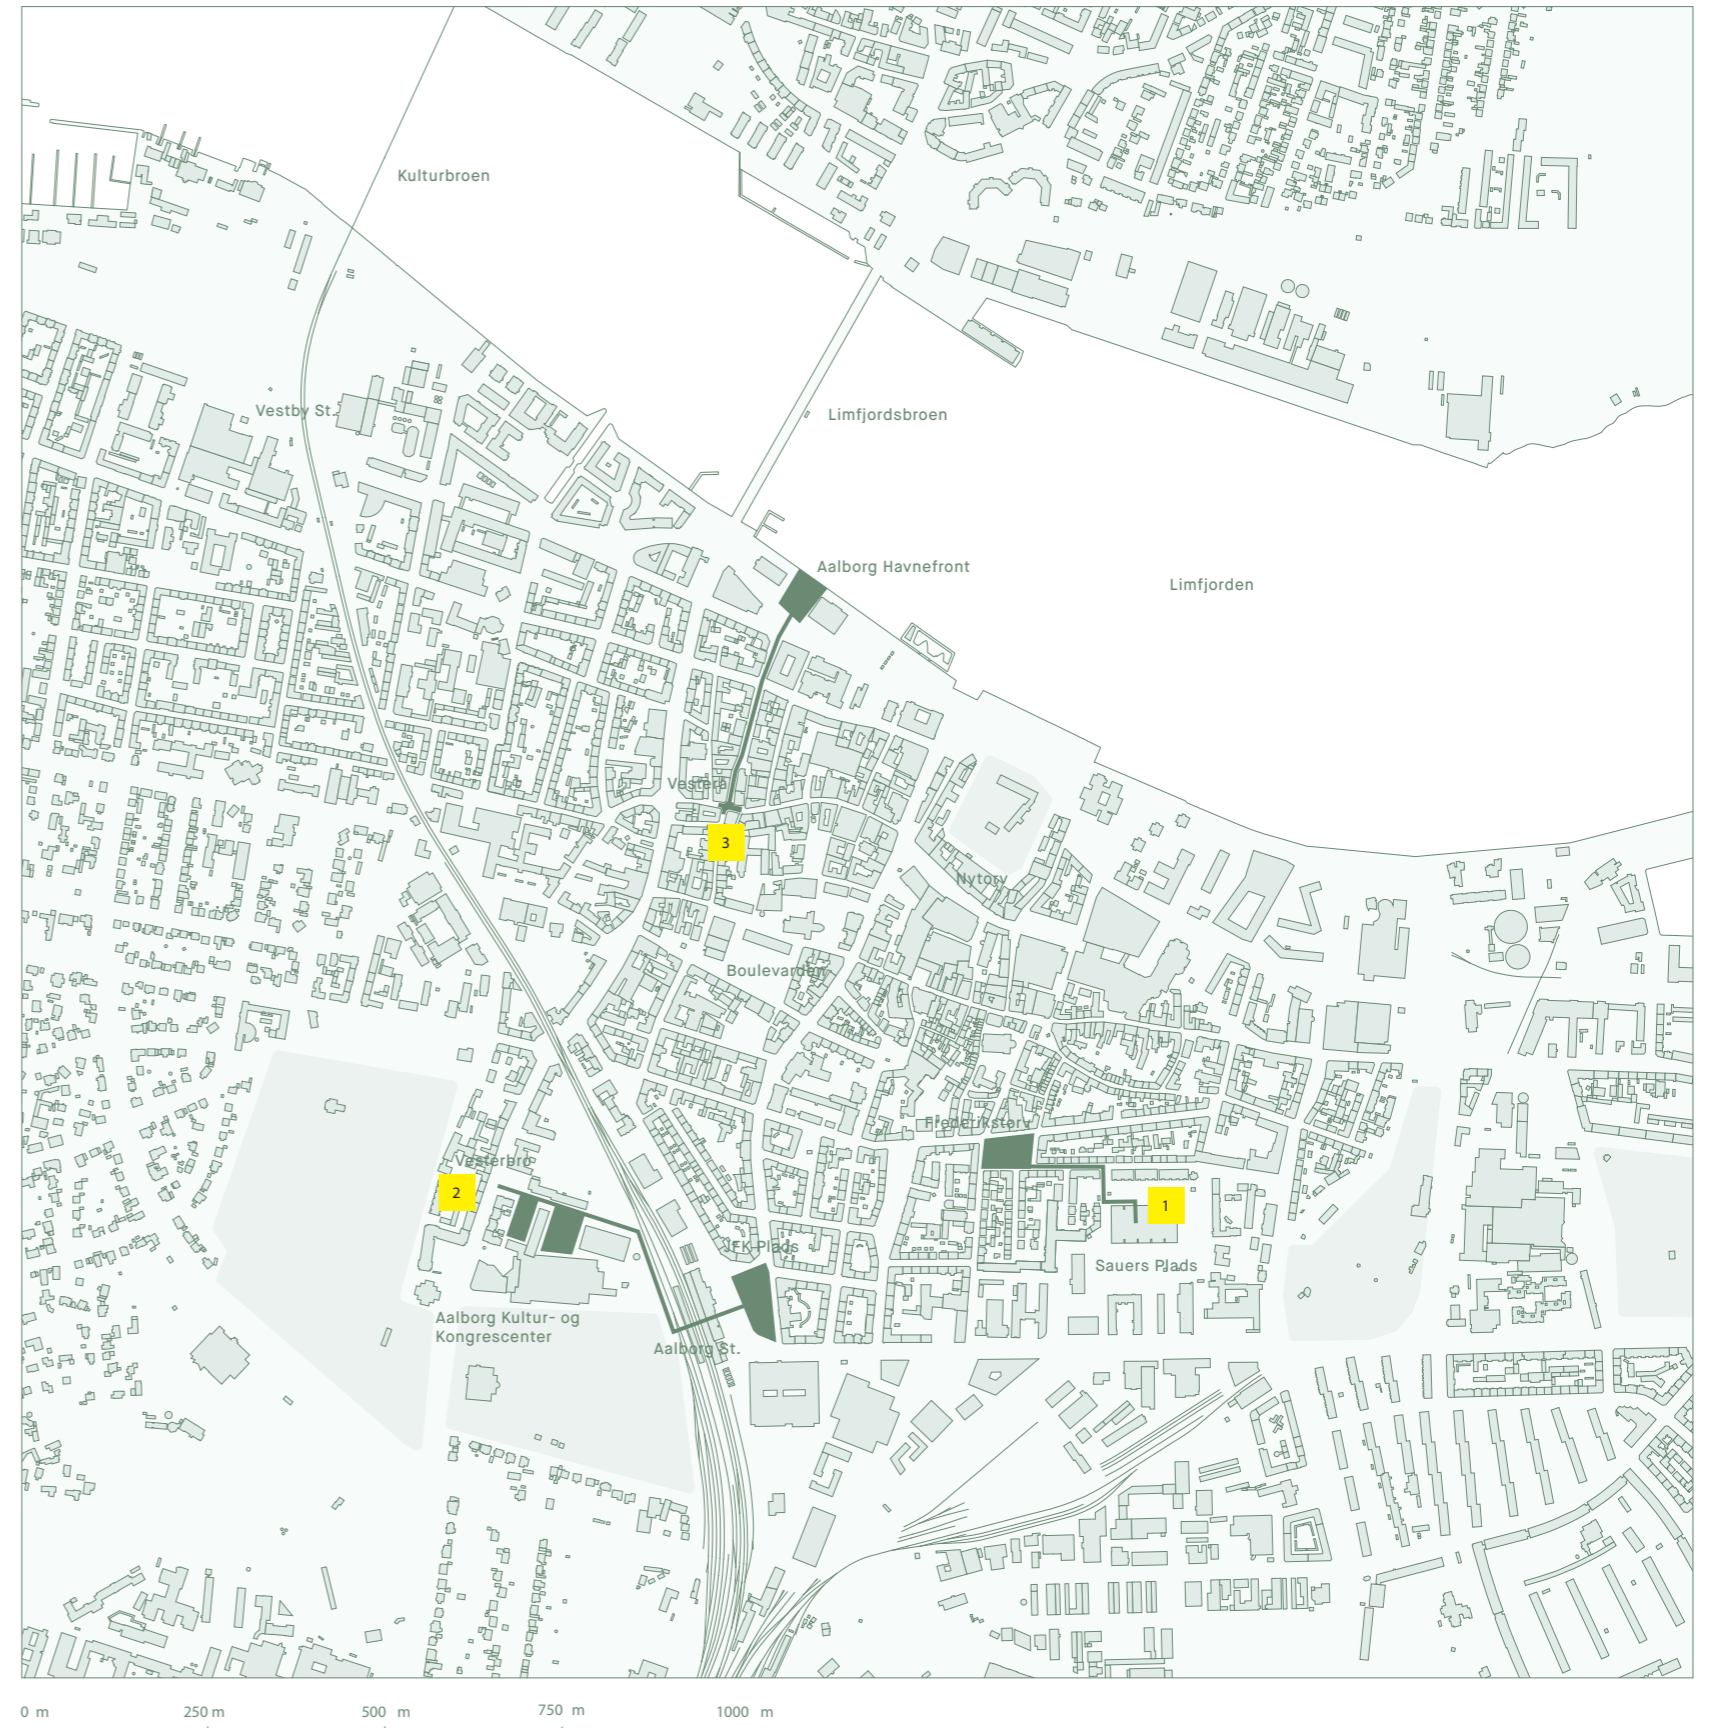 Kulturbroen
Vestby St.
Limfjordsbroen
Aalborg Havnefront
Limfjorden
Vesterå
3
Nytorv
Boulevarden
Frederikstorv
Vesterbro
2
1
JFK Plads
Sauers Plads
Aalborg Kultur- og
Kongrescenter
Aalborg St.
0 m 250 m 500 m 750 m 1000 m